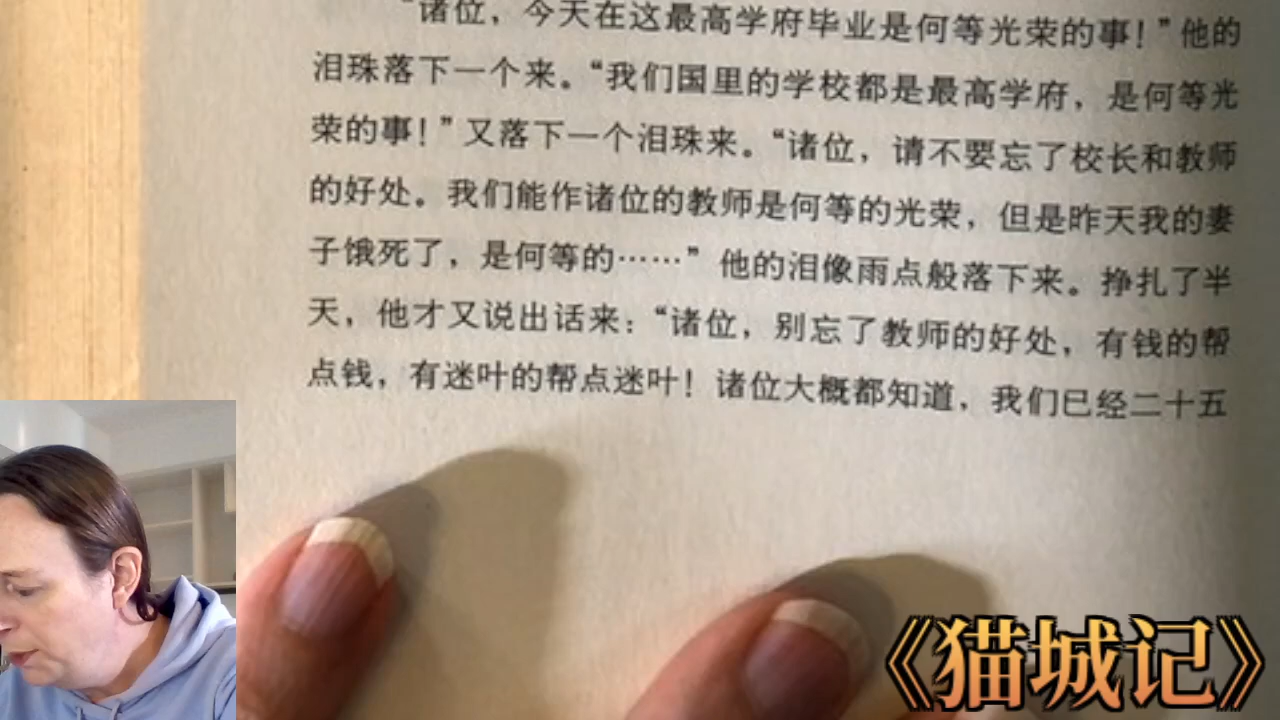 “诸位，今天在这最高学府毕业是何等光荣的事！”他的
泪珠落下一个来。“我们国里的学校都是最高学府，是何等光
荣的事！”又落下一个泪珠来。“诸位，请不要忘了校长和教师
的好处。我们能作诸位的教师是何等的光荣，但是昨天我的妻
子饿死了，是何等的……”他的泪像雨点般落下来。挣扎了半
天，他才又说出话来：“诸位，别忘了教师的好处，有钱的帮
点钱，有迷叶的帮点迷叶！诸位大概都知道，我们已经二十五
《猫城记》